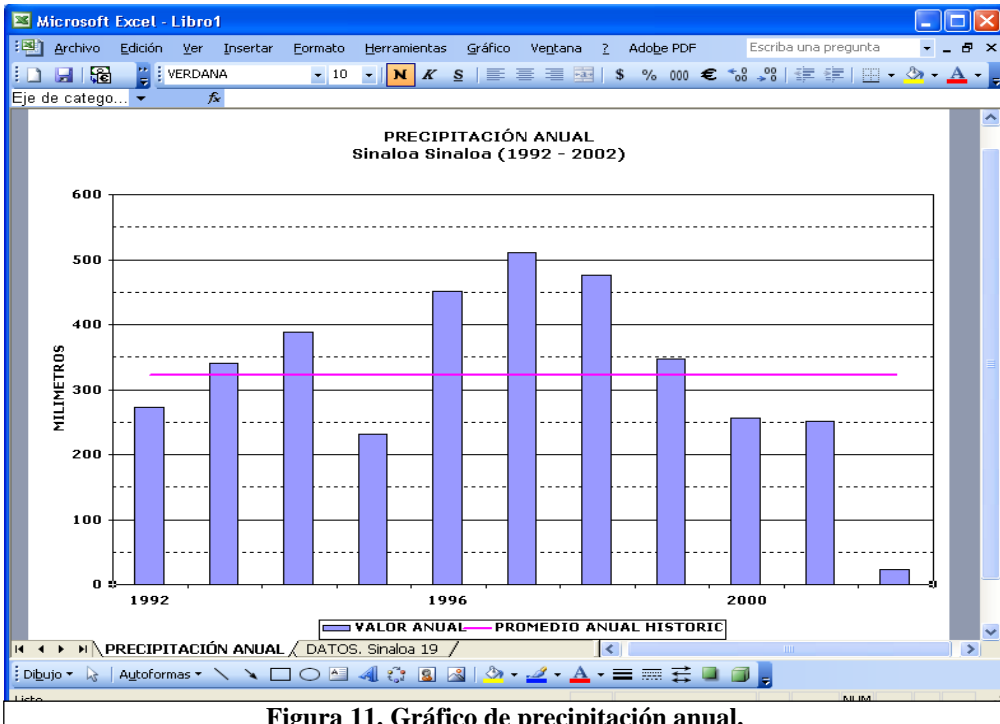 Microsoft Excel - Libro1
Archivo Edición Ver Insertar Formato Herramientas Gráfico Ventana ? Adobe PDF Escriba una pregunta
VERDANA 10 N K S $ % 000 €
Eje de catego... fx
PRECIPITACIÓN ANUAL
Sinaloa Sinaloa (1992 - 2002)
600
500
400
300
200
100
0
MILIMETROS
1992 1996 2000
VALOR ANUAL PROMEDIO ANUAL HISTORIC
PRECIPITACIÓN ANUAL DATOS. Sinaloa 19
Dibujo Autoformas
Listo NUM
Figura 11. Gráfico de precipitación anual.